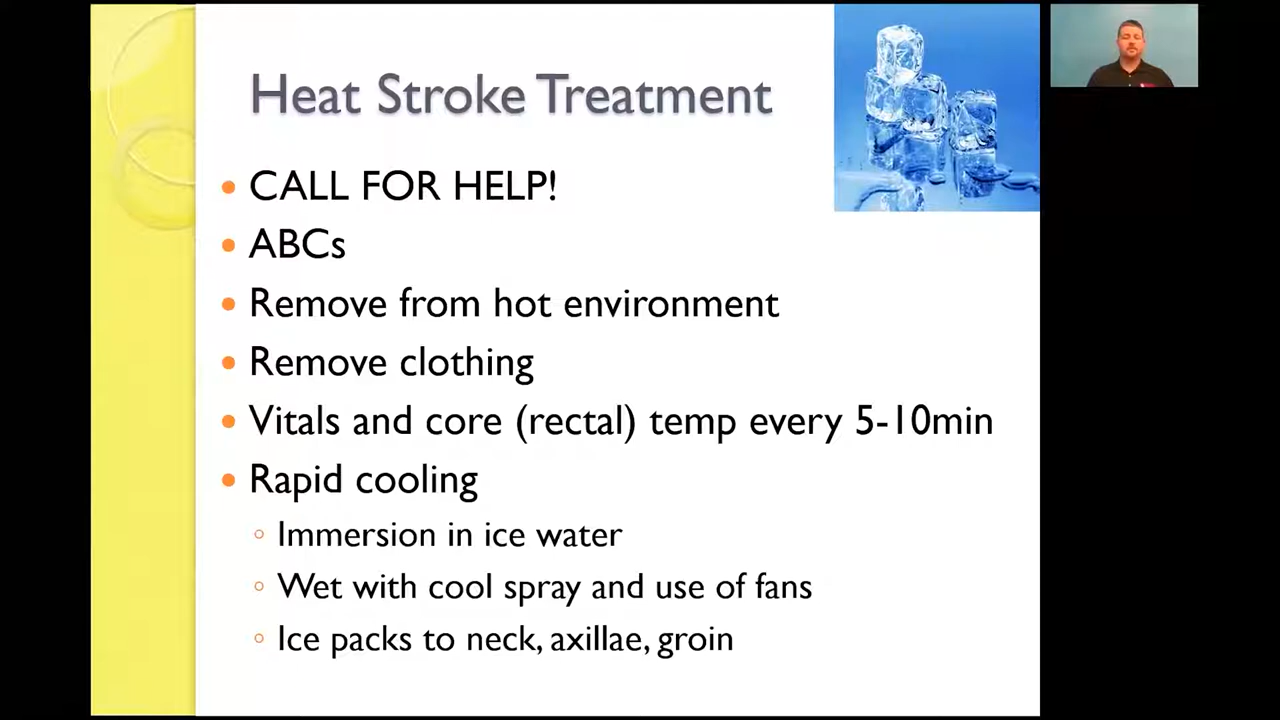 Heat Stroke Treatment
• CALL FOR HELP!
• ABCs
• Remove from hot environment
• Remove clothing
• Vitals and core (rectal) temp every 5-10min
• Rapid cooling
◦ Immersion in ice water
◦ Wet with cool spray and use of fans
◦ Ice packs to neck, axillae, groin